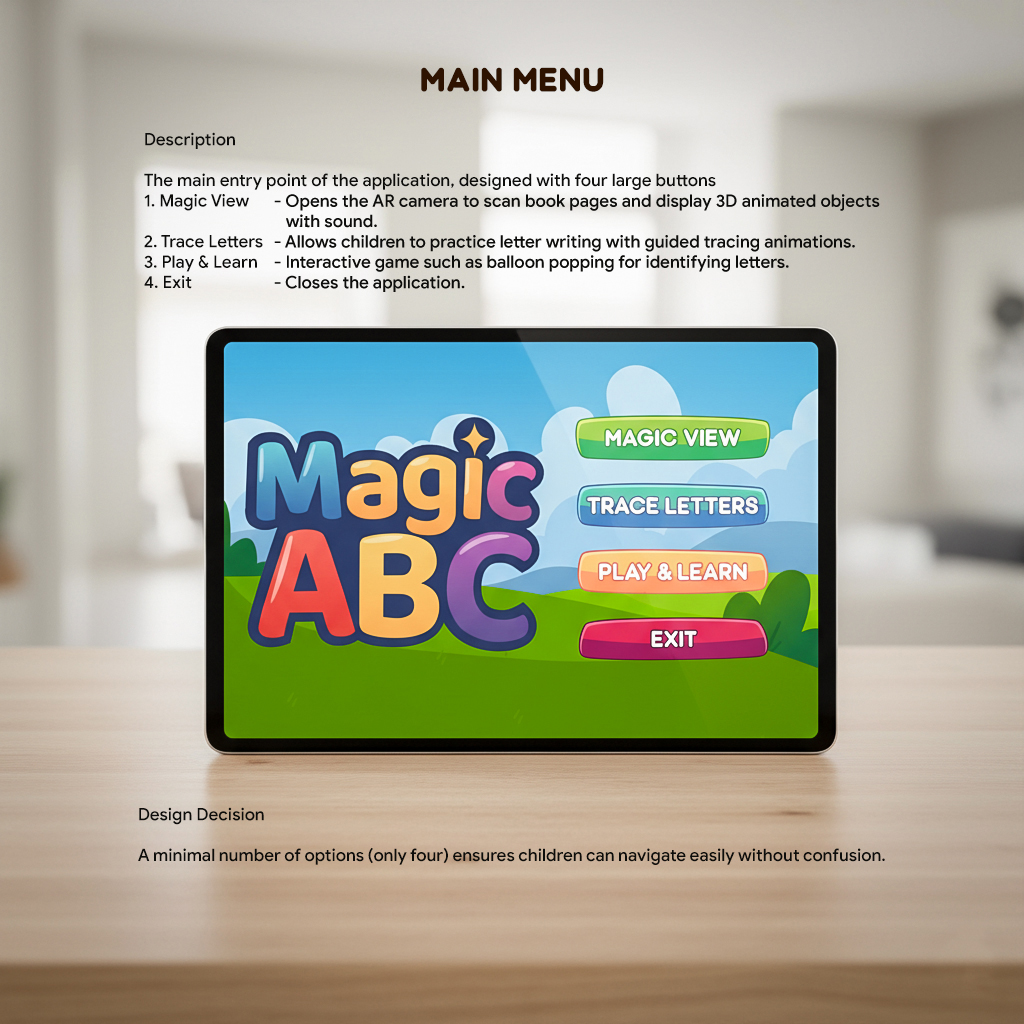 MAIN MENU
Description
The main entry point of the application, designed with four large buttons
1. Magic View - Opens the AR camera to scan book pages and display 3D animated objects
with sound.
2. Trace Letters - Allows children to practice letter writing with guided tracing animations.
3. Play & Learn - Interactive game such as balloon popping for identifying letters.
4. Exit - Closes the application.
Magic
ABC
MAGIC VIEW
TRACE LETTERS
PLAY & LEARN
EXIT
Design Decision
A minimal number of options (only four) ensures children can navigate easily without confusion.